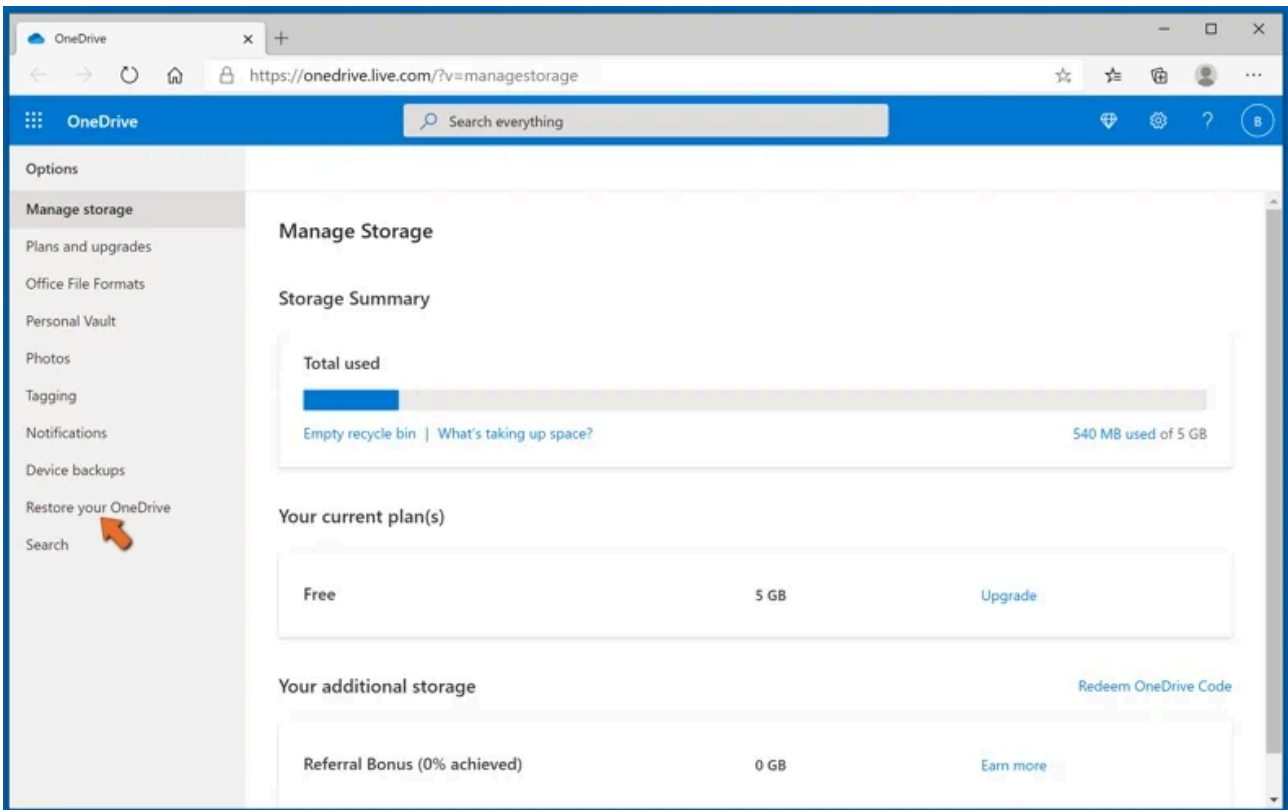 OneDrive
https://onedrive.live.com/?v=managestorage
OneDrive
Search everything
?
B
Options
Manage storage
Plans and upgrades
Office File Formats
Personal Vault
Photos
Tagging
Notifications
Device backups
Restore your OneDrive
Search
Manage Storage
Storage Summary
Total used
Empty recycle bin | What's taking up space?
540 MB used of 5 GB
Your current plan(s)
Free 5 GB Upgrade
Your additional storage
Redeem OneDrive Code
Referral Bonus (0% achieved) 0 GB Earn more